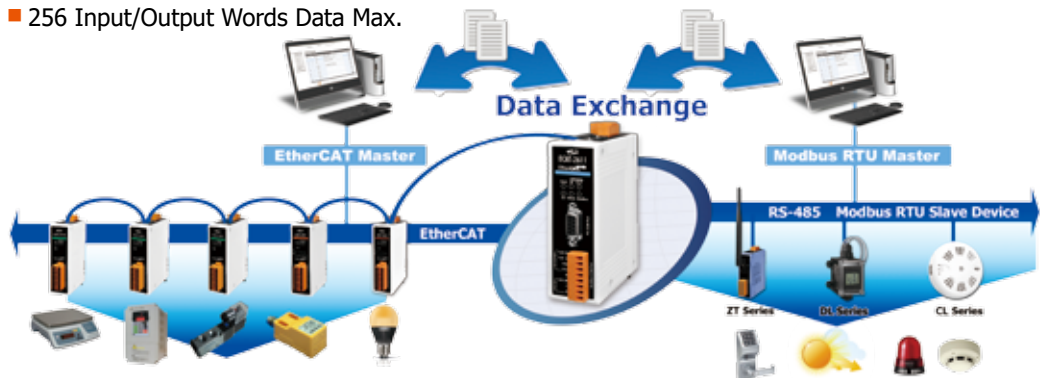 256 Input/Output Words Data Max.
Data Exchange
EtherCAT Master
Modbus RTU Master
RS-485 Modbus RTU Slave Device
EtherCAT
ZT Series
DL Series
CL Series